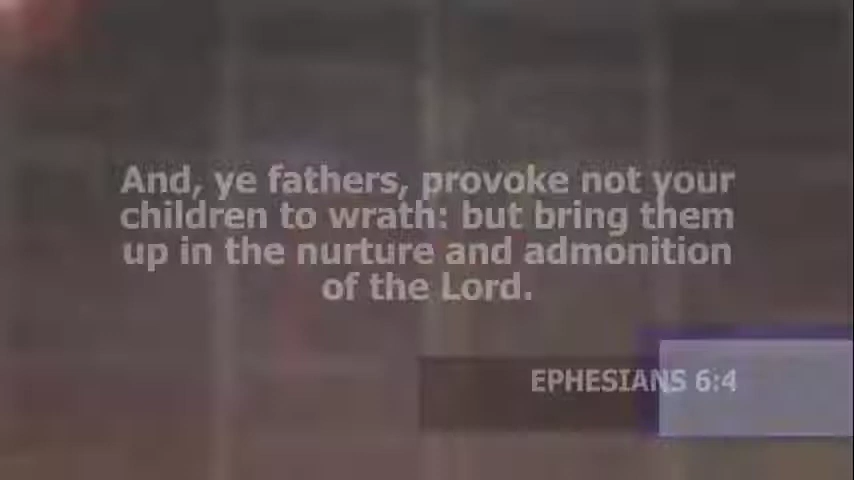 And, ye fathers, provoke not your
children to wrath: but bring them
up in the nurture and admonition
of the Lord.
EPHESIANS 6:4